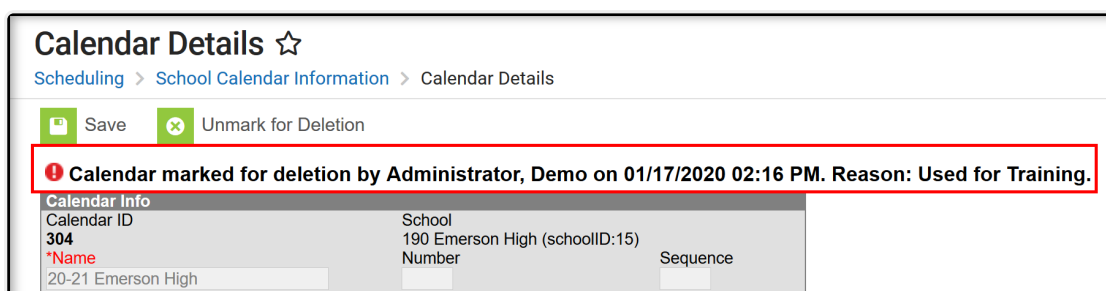 Calendar Details
Scheduling > School Calendar Information > Calendar Details
Save Unmark for Deletion
Calendar marked for deletion by Administrator, Demo on 01/17/2020 02:16 PM. Reason: Used for Training.
Calendar Info
Calendar ID School
304 190 Emerson High (schoolID:15)
*Name Number Sequence
20-21 Emerson High